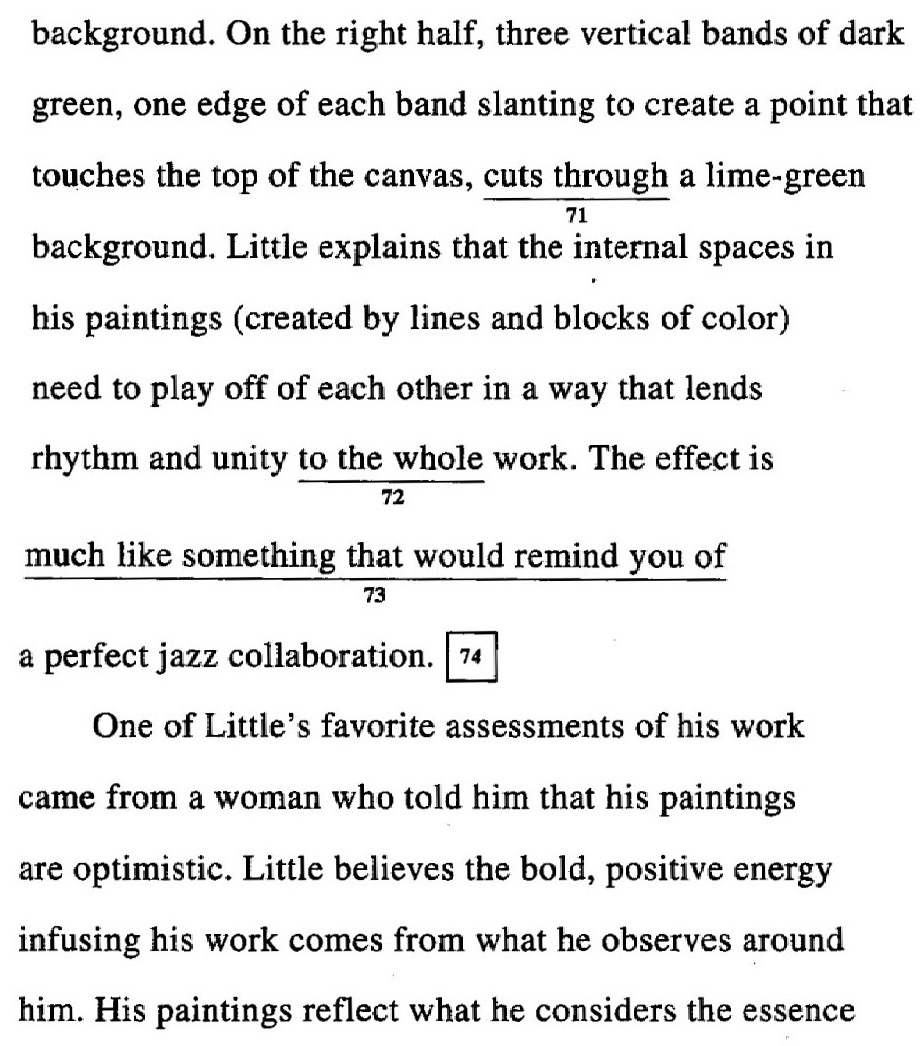 background. On the right half, three vertical bands of dark
green, one edge of each band slanting to create a point that
touches the top of the canvas, cuts through a lime-green
71
background. Little explains that the internal spaces in
his paintings (created by lines and blocks of color)
need to play off of each other in a way that lends
rhythm and unity to the whole work. The effect is
72
much like something that would remind you of
73
a perfect jazz collaboration. 74
One of Little’s favorite assessments of his work
came from a woman who told him that his paintings
are optimistic. Little believes the bold, positive energy
infusing his work comes from what he observes around
him. His paintings reflect what he considers the essence